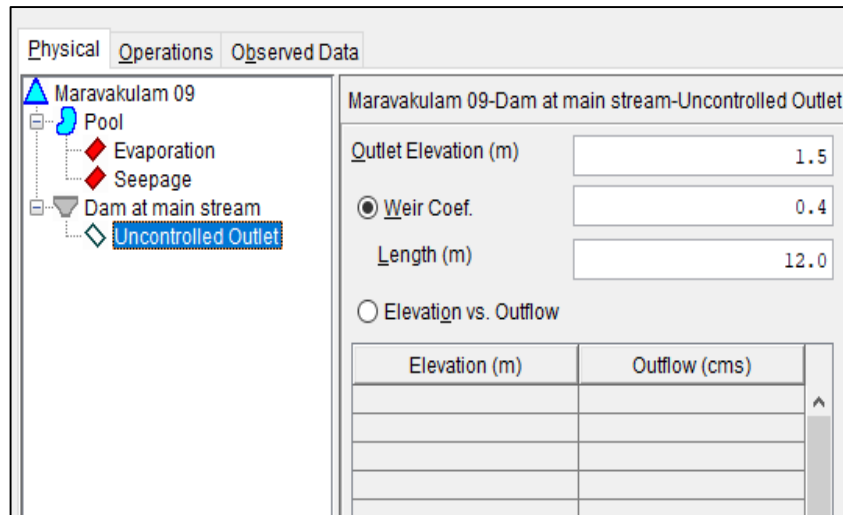 Physical Operations Observed Data
Maravakulam 09
Pool
Evaporation
Seepage
Dam at main stream
Uncontrolled Outlet
Maravakulam 09-Dam at main stream-Uncontrolled Outlet
Outlet Elevation (m) 1.5
Weir Coef. 0.4
Length (m) 12.0
Elevation vs. Outflow
Elevation (m) Outflow (cms)